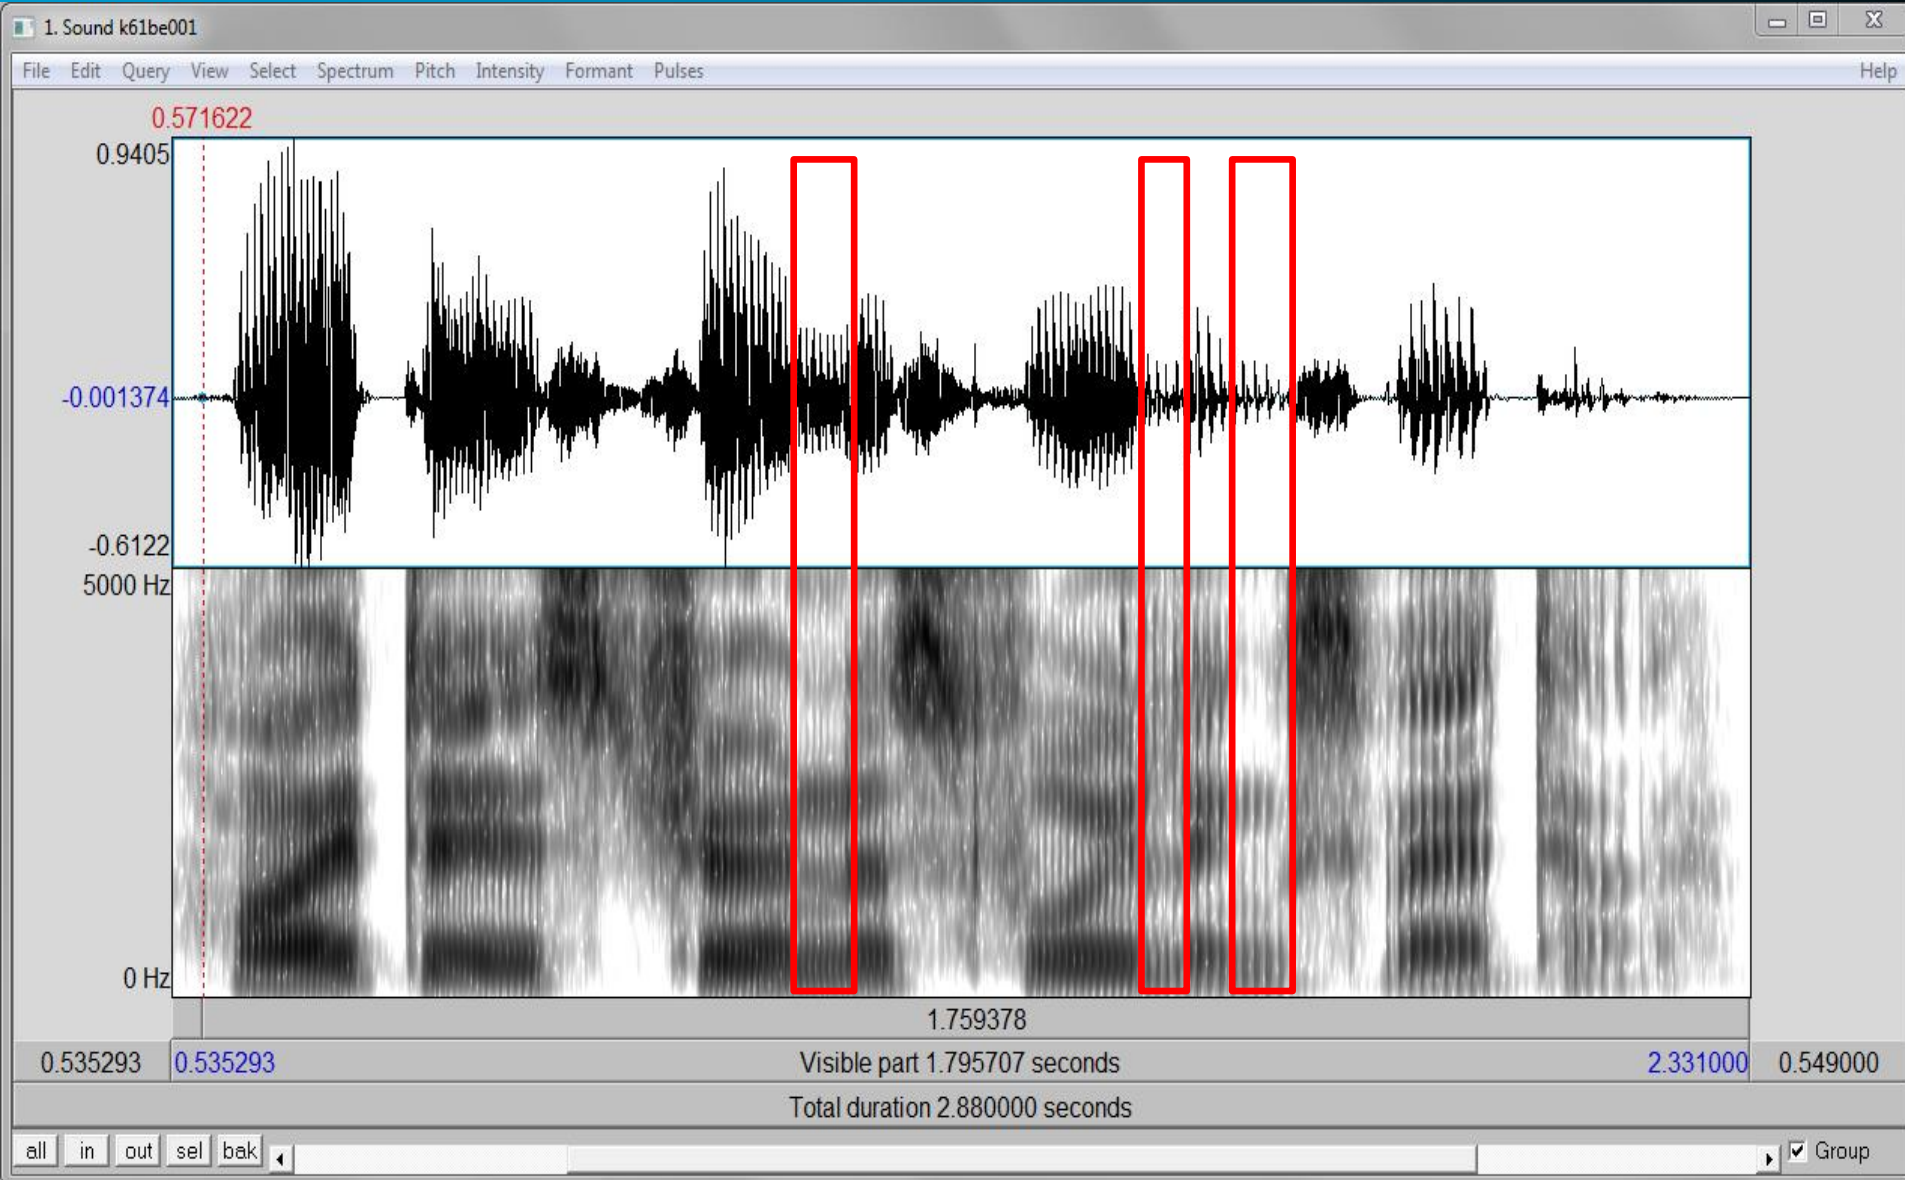 1. Sound k61be001
File Edit Query View Select Spectrum Pitch Intensity Formant Pulses Help
0.571622
0.9405
-0.001374
-0.6122
5000 Hz
0 Hz
1.759378
0.535293 0.535293 Visible part 1.795707 seconds 2.331000 0.549000
Total duration 2.880000 seconds
all in out sel bak Group